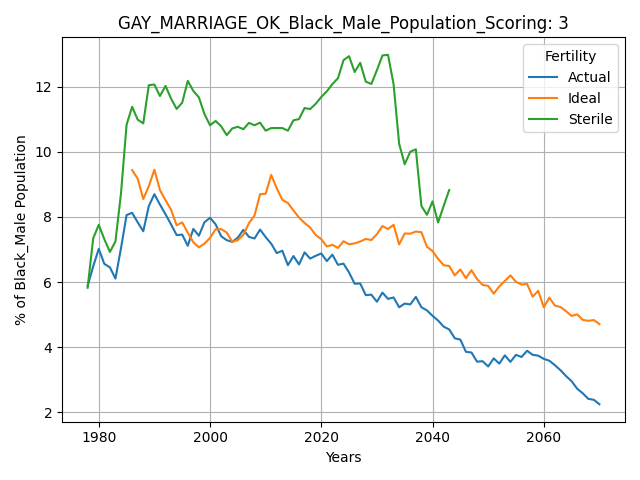 GAY_MARRIAGE_OK_Black_Male_Population_Scoring: 3
Fertility
Actual
Ideal
Sterile
% of Black_Male Population
12
10
8
6
4
2
1980
2000
2020
2040
2060
Years